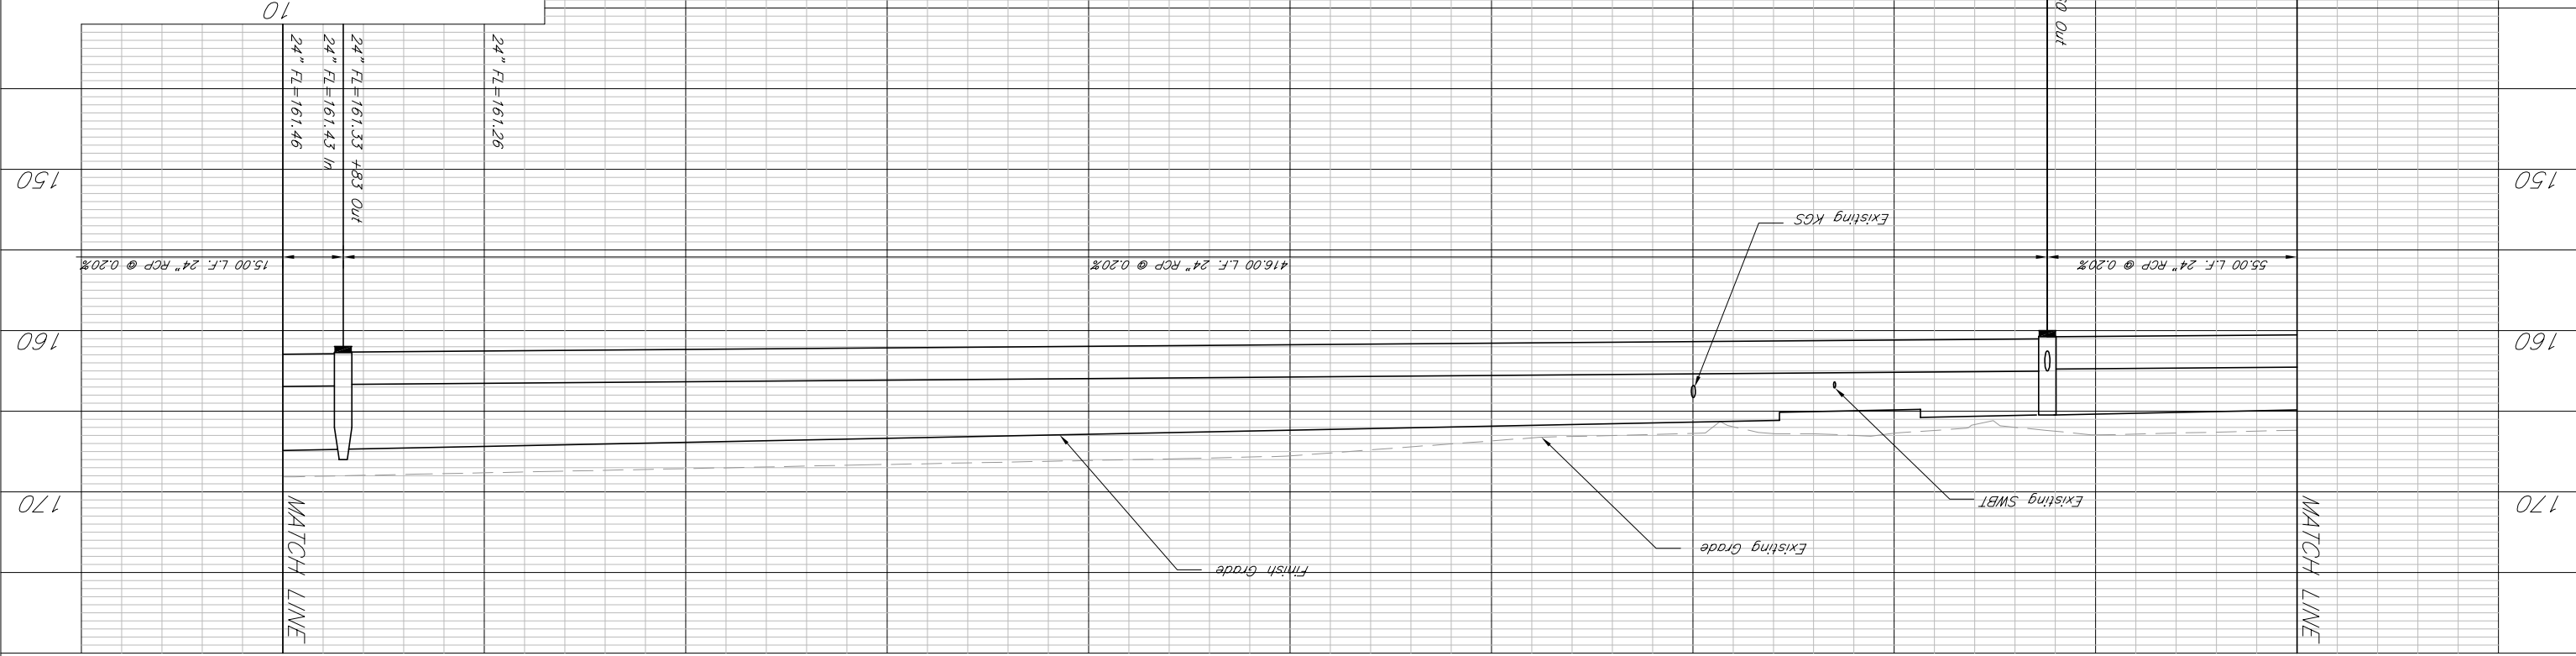 MATCH LINE
MATCH LINE
Finish Grade
Existing Grade
Existing SWBT
170
170
160
160
55.00 L.F. 24" RCP @ 0.20%
416.00 L.F. 24" RCP @ 0.20%
15.00 L.F. 24" RCP @ 0.20%
Existing KGS
150
150
24" FL=161.26
24" FL=161.33 +83 Out
24" FL=161.43 In
24" FL=161.46
Out
10